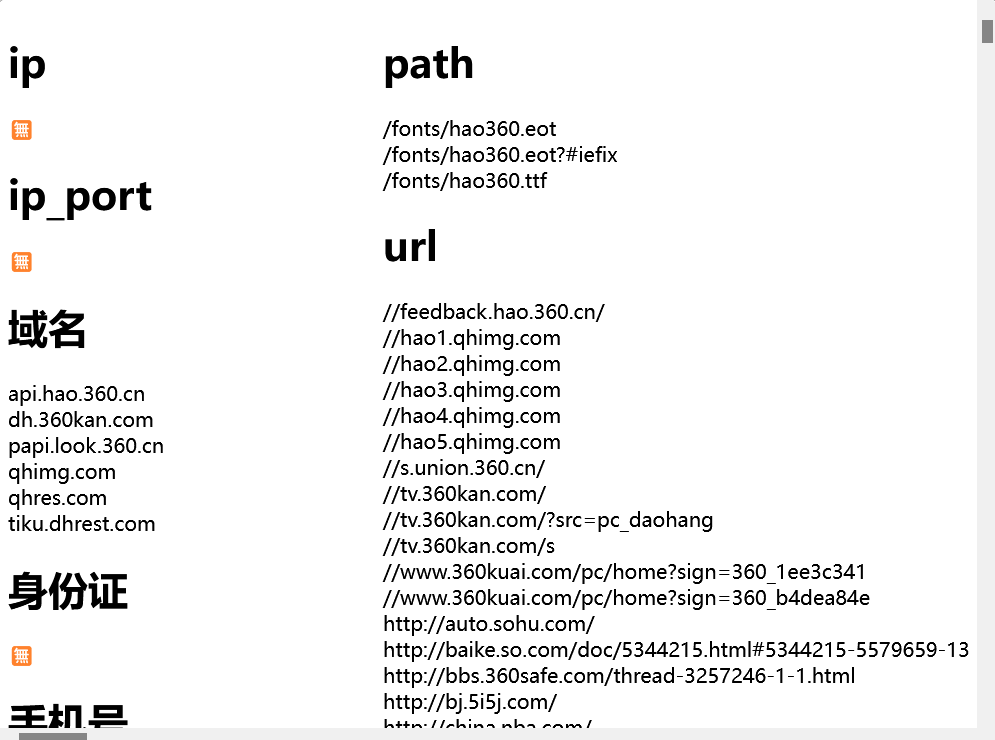 ip
🈚
ip_port
🈚
域名
api.hao.360.cn
dh.360kan.com
papi.look.360.cn
qhimg.com
qhres.com
tiku.dhrest.com
身份证
🈚
手机号
path
/fonts/hao360.eot
/fonts/hao360.eot?#iefix
/fonts/hao360.ttf
url
//feedback.hao.360.cn/
//hao1.qhimg.com
//hao2.qhimg.com
//hao3.qhimg.com
//hao4.qhimg.com
//hao5.qhimg.com
//s.union.360.cn/
//tv.360kan.com/
//tv.360kan.com/?src=pc_daohang
//tv.360kan.com/s
//www.360kuai.com/pc/home?sign=360_1ee3c341
//www.360kuai.com/pc/home?sign=360_b4dea84e
http://auto.sohu.com/
http://baike.so.com/doc/5344215.html#5344215-5579659-13
http://bbs.360safe.com/thread-3257246-1-1.html
http://bj.5i5j.com/
http://china.nba.com/